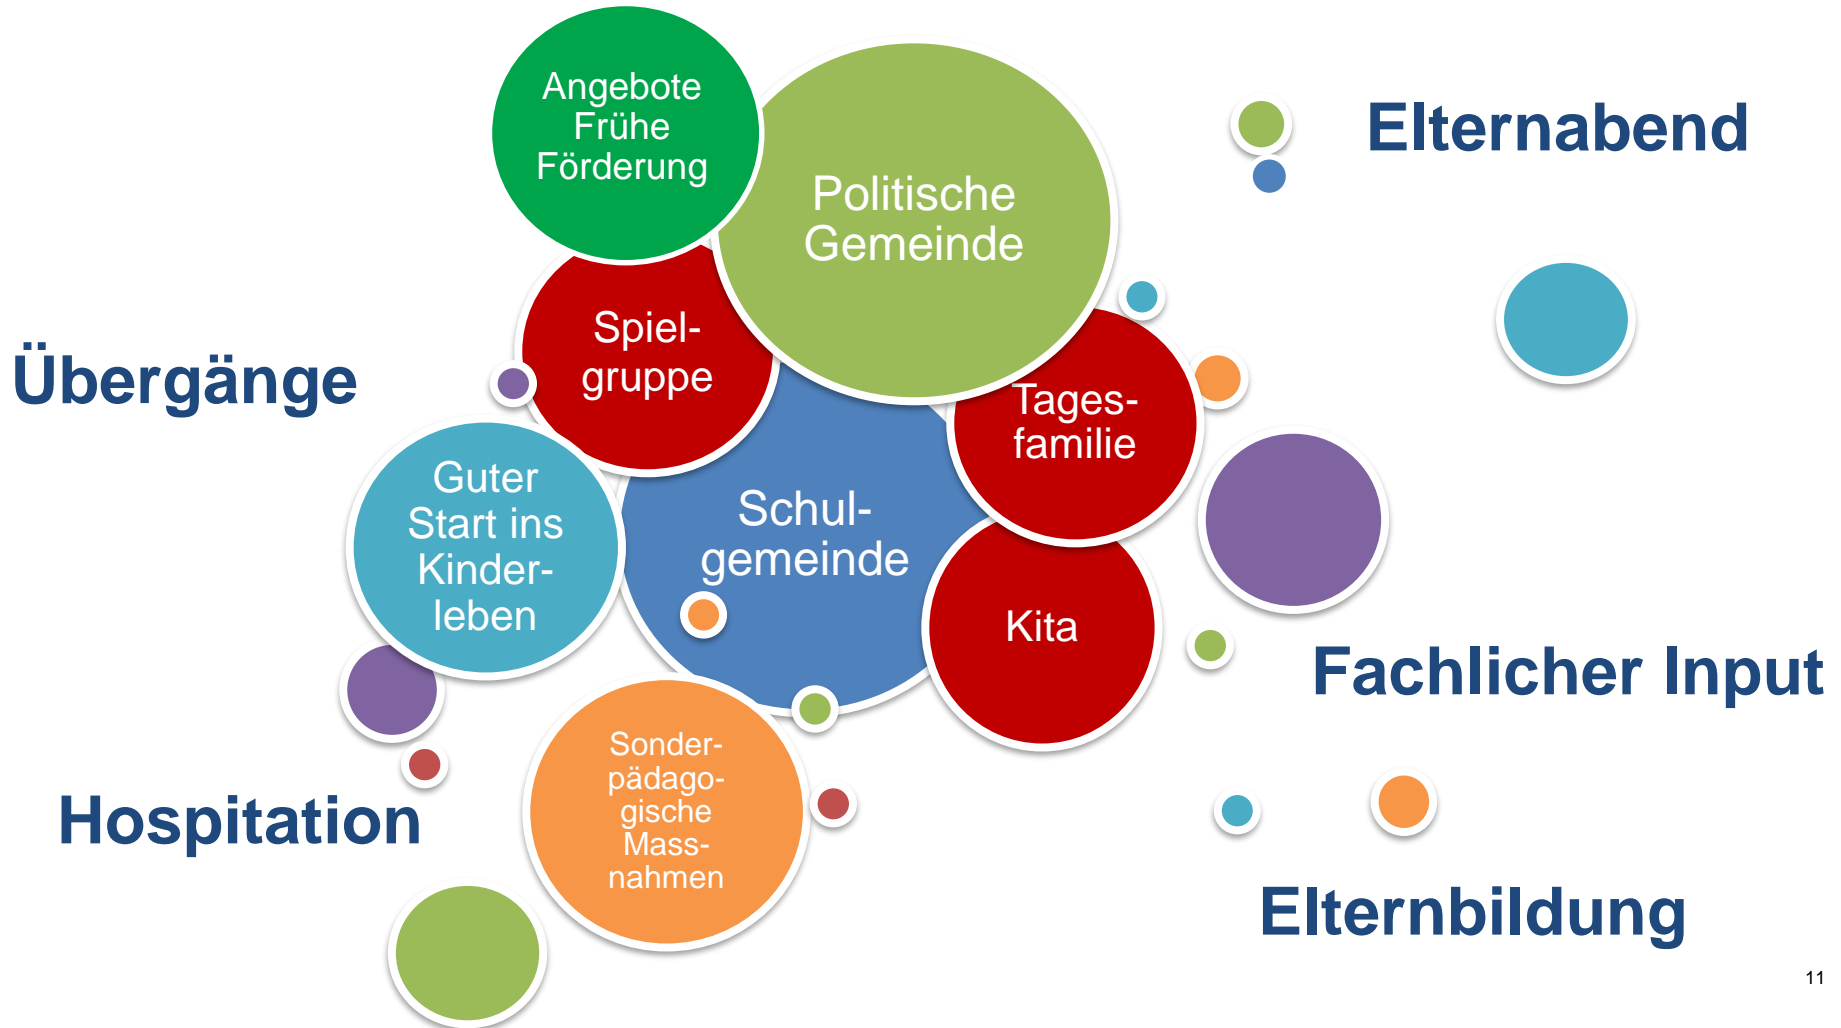 Angebote
Frühe
Förderung
Politische
Gemeinde
Elternabend
Spiel-
gruppe
Übergänge
Tages-
familie
Guter
Start ins
Kinder-
leben
Schul-
gemeinde
Kita
Fachlicher Input
Sonder-
pädago-
gische
Mass-
nahmen
Hospitation
Elternbildung
11